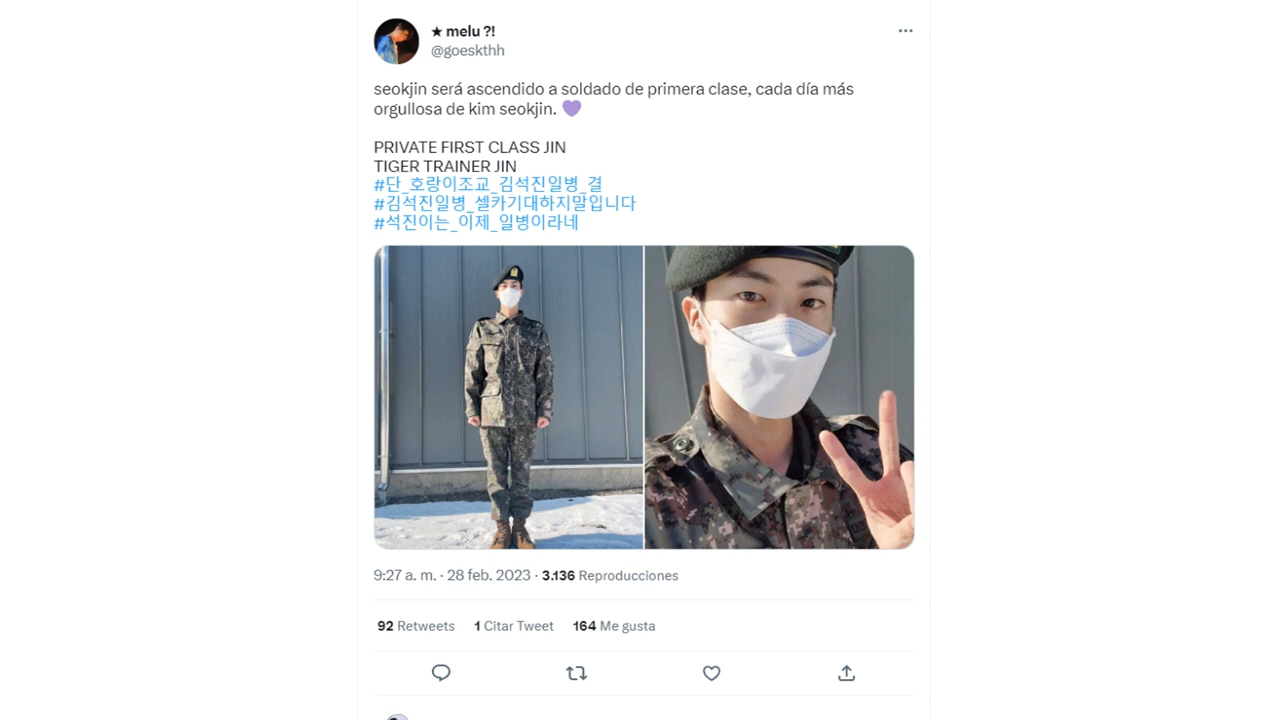 ★ melu ?!
@goeskthh
seokjin será ascendido a soldado de primera clase, cada día más
orgullosa de kim seokjin. 💜
PRIVATE FIRST CLASS JIN
TIGER TRAINER JIN
#단_호랑이조교_김석진일병_결
#김석진일병_셀카기대하지말입니다
#석진이는_이제_일병이라네
9:27 a. m. · 28 feb. 2023 · 3.136 Reproducciones
92 Retweets 1 Citar Tweet 164 Me gusta